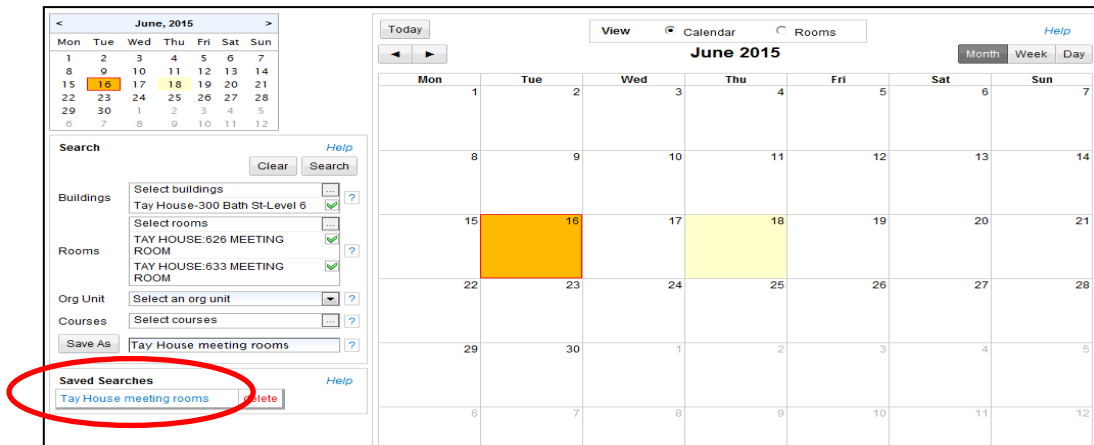 < June, 2015 >
Mon Tue Wed Thu Fri Sat Sun
1 2 3 4 5 6 7
8 9 10 11 12 13 14
15 16 17 18 19 20 21
22 23 24 25 26 27 28
29 30 1 2 3 4 5
6 7 8 9 10 11 12
Search Help
Clear Search
Buildings
Select buildings ...
Tay House-300 Bath St-Level 6
?
Rooms
Select rooms ...
TAY HOUSE:626 MEETING
ROOM
TAY HOUSE:633 MEETING
ROOM
?
Org Unit Select an org unit ?
Courses Select courses ... ?
Save As Tay House meeting rooms ?
Saved Searches Help
Tay House meeting rooms delete
Today View Calendar Rooms Help
◄ ► June 2015 Month Week Day
Mon Tue Wed Thu Fri Sat Sun
1 2 3 4 5 6 7
8 9 10 11 12 13 14
15 16 17 18 19 20 21
22 23 24 25 26 27 28
29 30 1 2 3 4 5
6 7 8 9 10 11 12